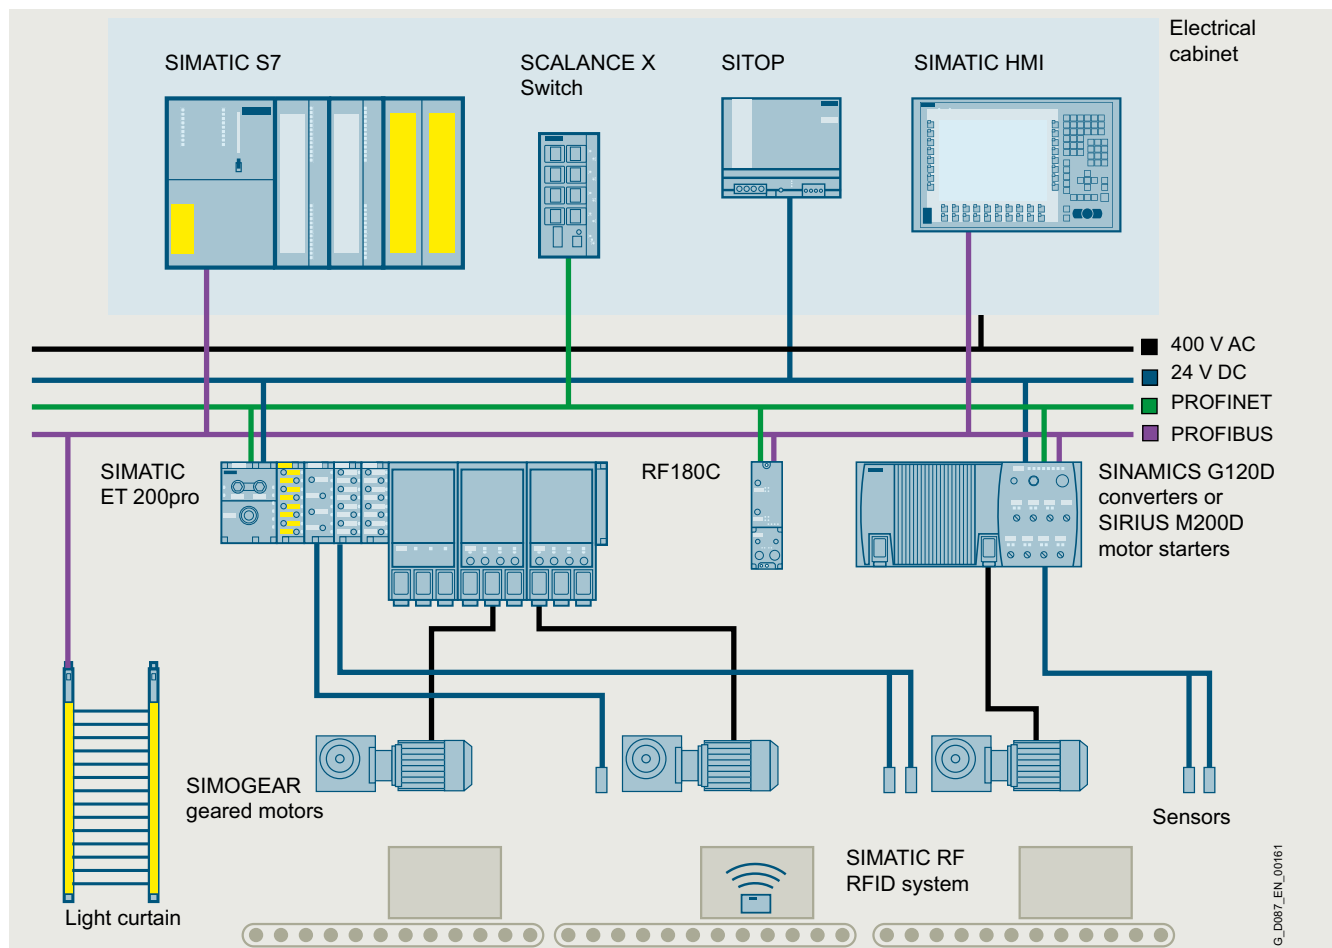 Electrical
cabinet
SIMATIC S7
SCALANCE X
Switch
SITOP
SIMATIC HMI
400 V AC
24 V DC
PROFINET
PROFIBUS
SIMATIC
ET 200pro
RF180C
SINAMICS G120D
converters or
SIRIUS M200D
motor starters
SIMOGEAR
geared motors
Sensors
SIMATIC RF
RFID system
Light curtain
G_D087_EN_00161